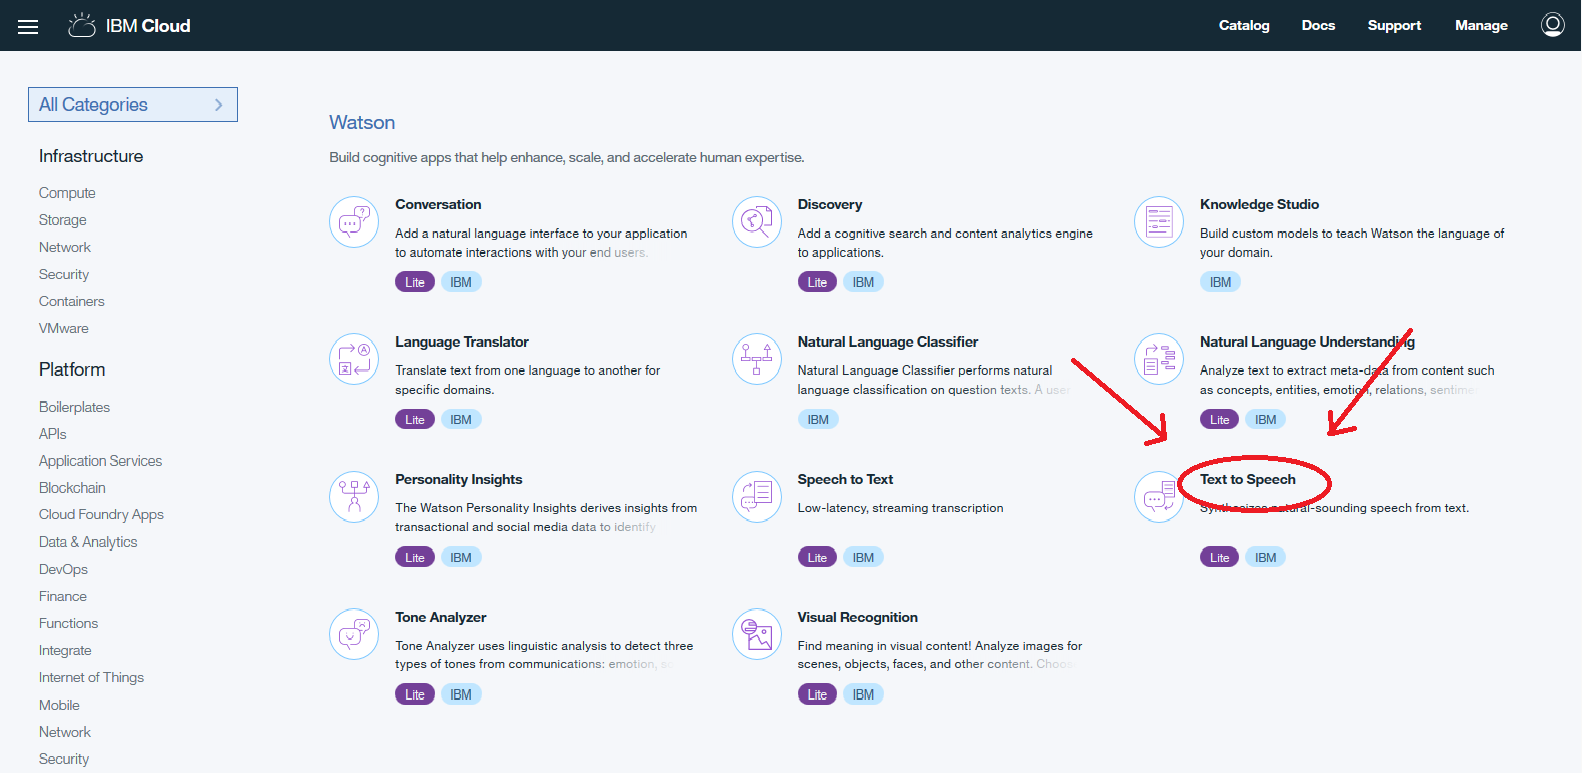 IBM Cloud
Catalog
Docs
Support
Manage
All Categories
Infrastructure
Compute
Storage
Network
Security
Containers
VMware
Platform
Boilerplates
APIs
Application Services
Blockchain
Cloud Foundry Apps
Data & Analytics
DevOps
Finance
Functions
Integrate
Internet of Things
Mobile
Network
Security
Watson
Build cognitive apps that help enhance, scale, and accelerate human expertise.
Conversation
Add a natural language interface to your application
to automate interactions with your end users.
Lite
IBM
Discovery
Add a cognitive search and content analytics engine
to applications.
Lite
IBM
Knowledge Studio
Build custom models to teach Watson the language of
your domain.
IBM
Language Translator
Translate text from one language to another for
specific domains.
Lite
IBM
Natural Language Classifier
Natural Language Classifier performs natural
language classification on question texts. A user
IBM
Natural Language Understanding
Analyze text to extract meta-data from content such
as concepts, entities, emotion, relations,
Lite
IBM
Personality Insights
The Watson Personality Insights derives insights from
transactional and social media data to identify
Lite
IBM
Speech to Text
Low-latency, streaming transcription
Lite
IBM
Text to Speech
Synthesizes natural-sounding speech from text.
Lite
IBM
Tone Analyzer
Tone Analyzer uses linguistic analysis to detect three
types of tones from communications: emotion,
Lite
IBM
Visual Recognition
Find meaning in visual content! Analyze images for
scenes, objects, faces, and other content.
Lite
IBM